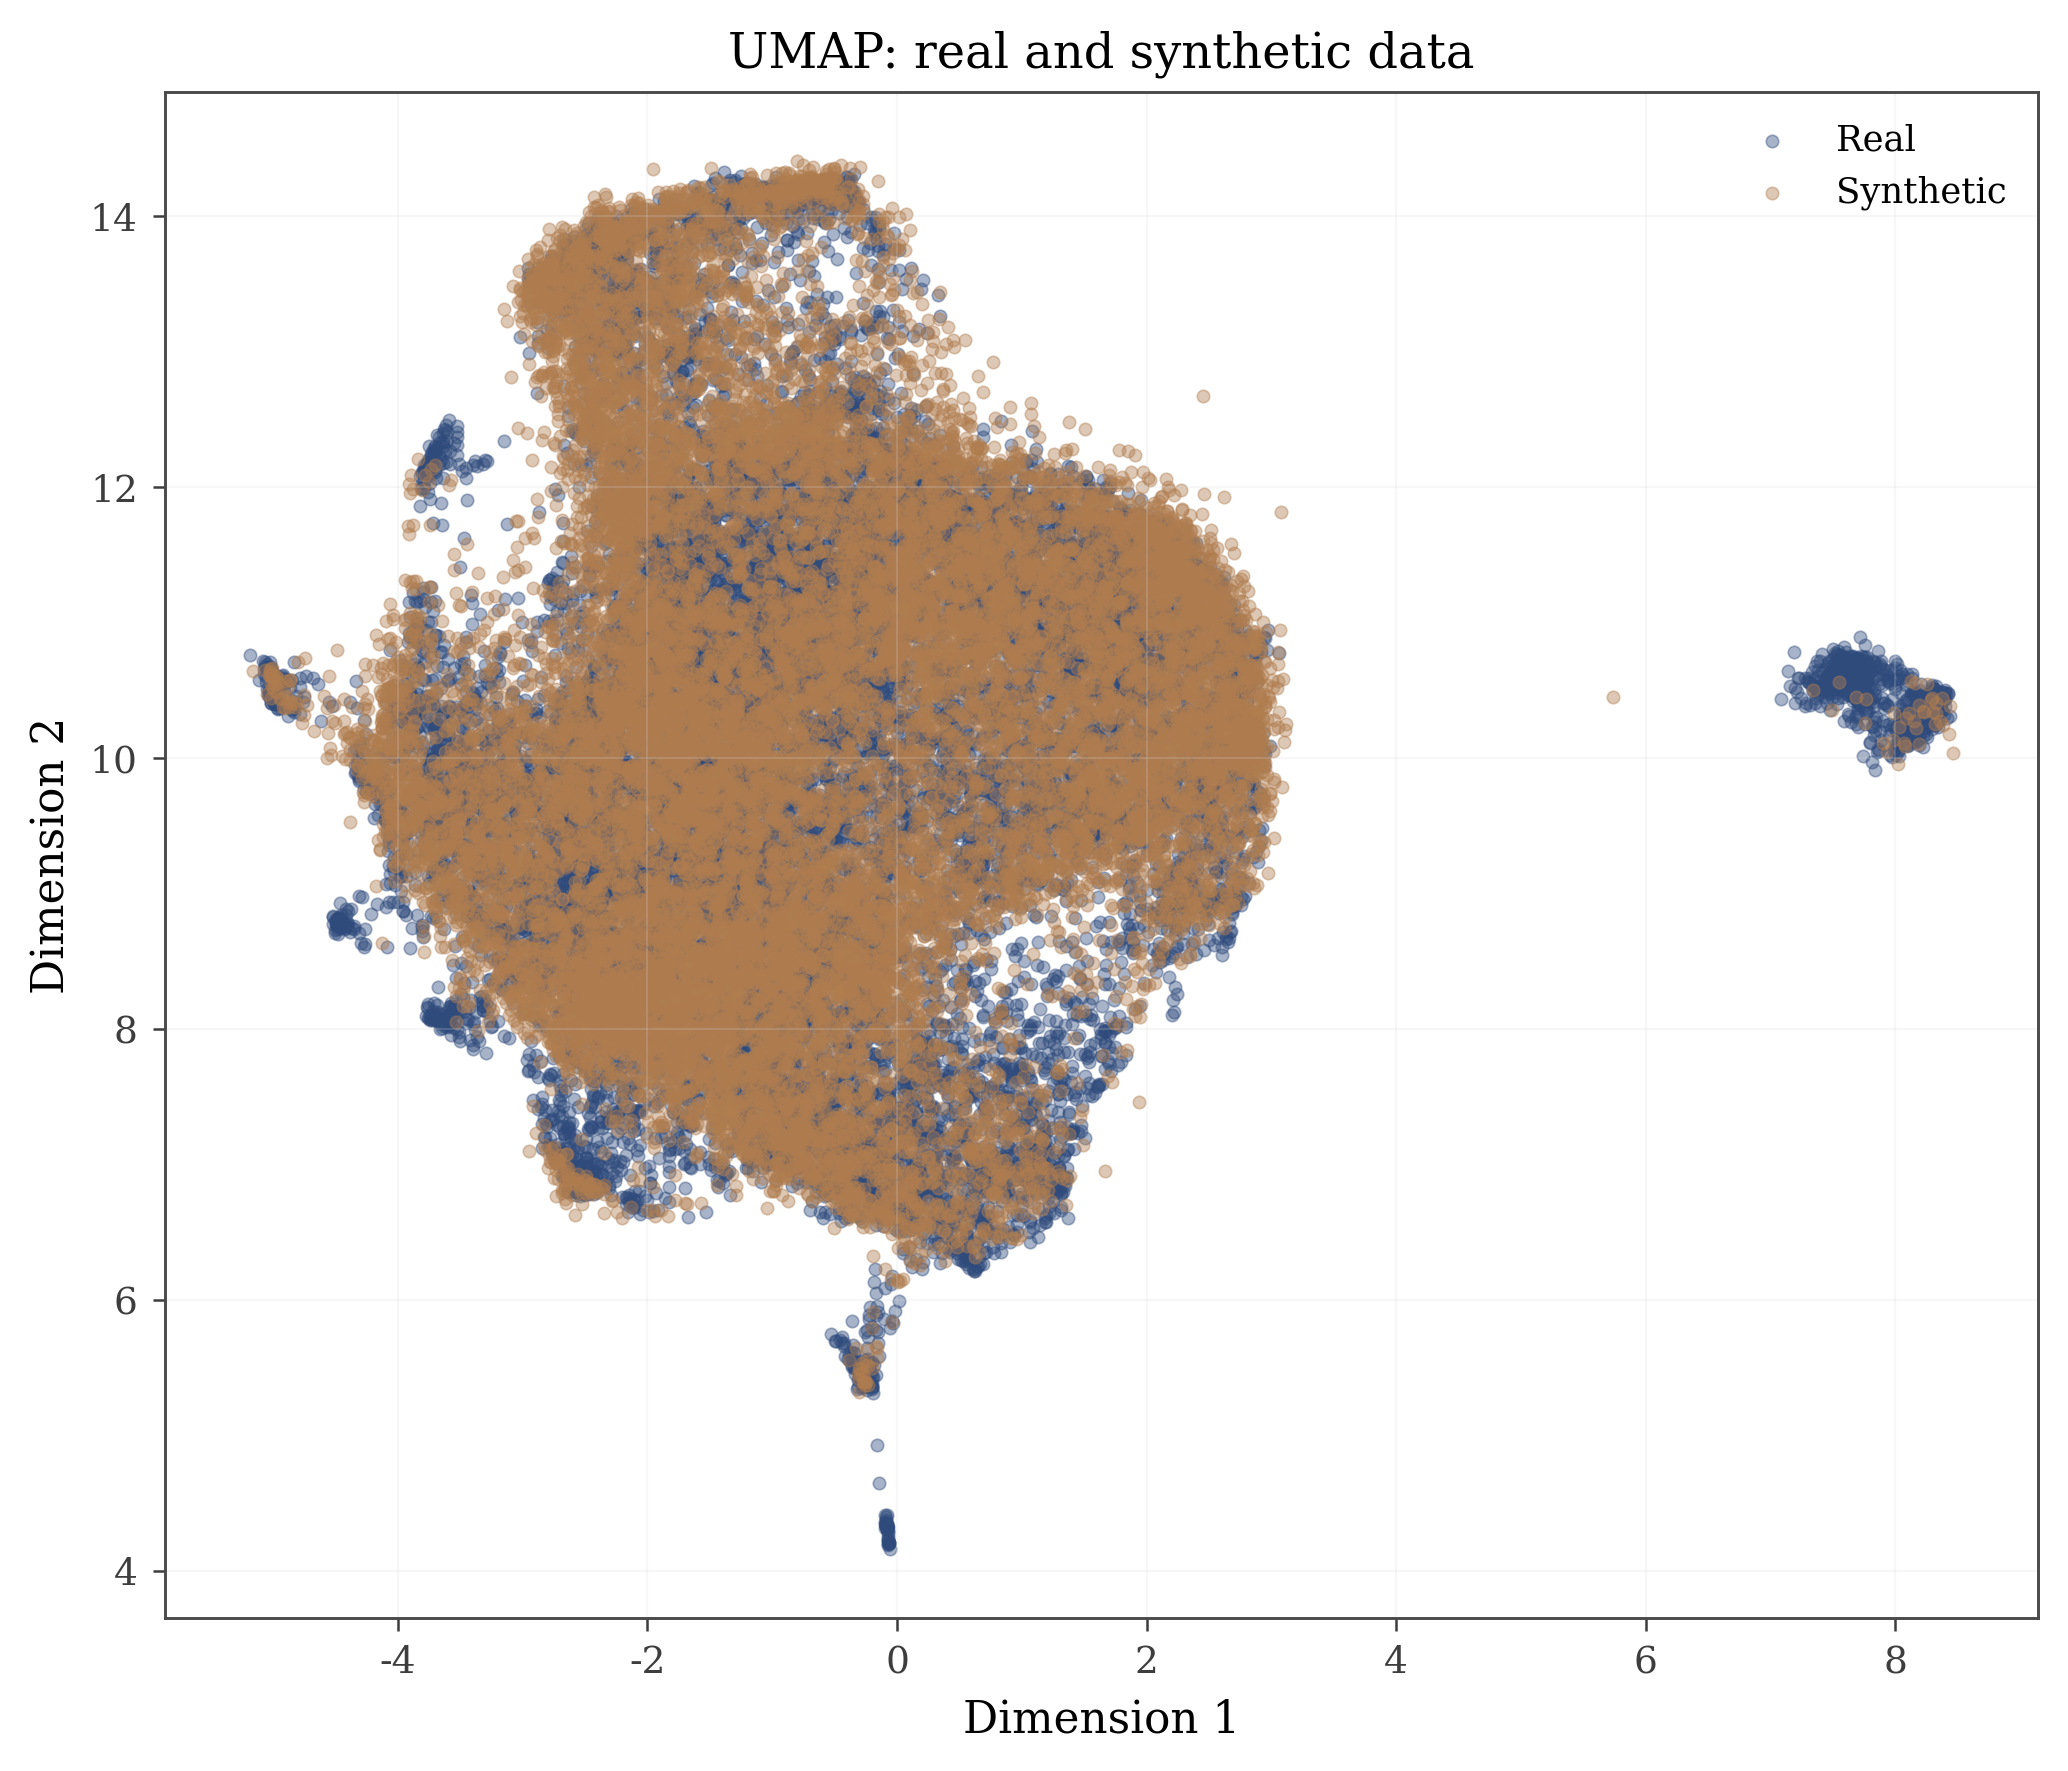 UMAP: real and synthetic data
Real
Synthetic
14
12
10
8
6
4
Dimension 2
-4
-2
0
2
4
6
8
Dimension 1